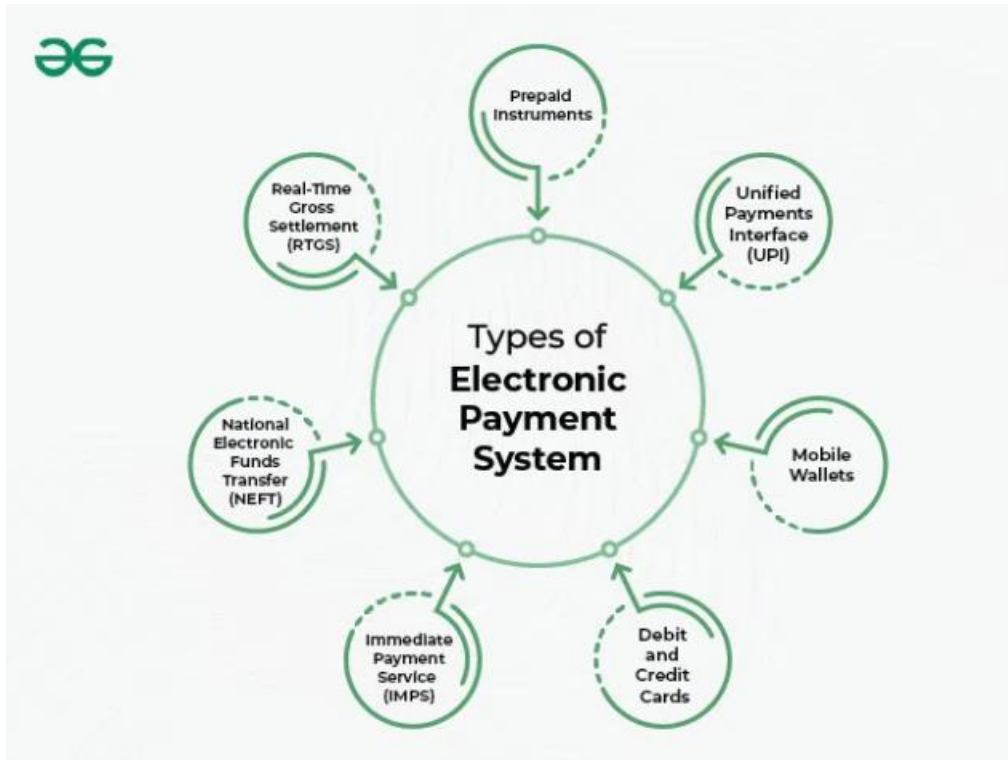 Types of
Electronic
Payment
System
Prepaid
Instruments
Unified
Payments
Interface
(UPI)
Mobile
Wallets
Debit
and
Credit
Cards
Immediate
Payment
Service
(IMPS)
National
Electronic
Funds
Transfer
(NEFT)
Real-Time
Gross
Settlement
(RTGS)